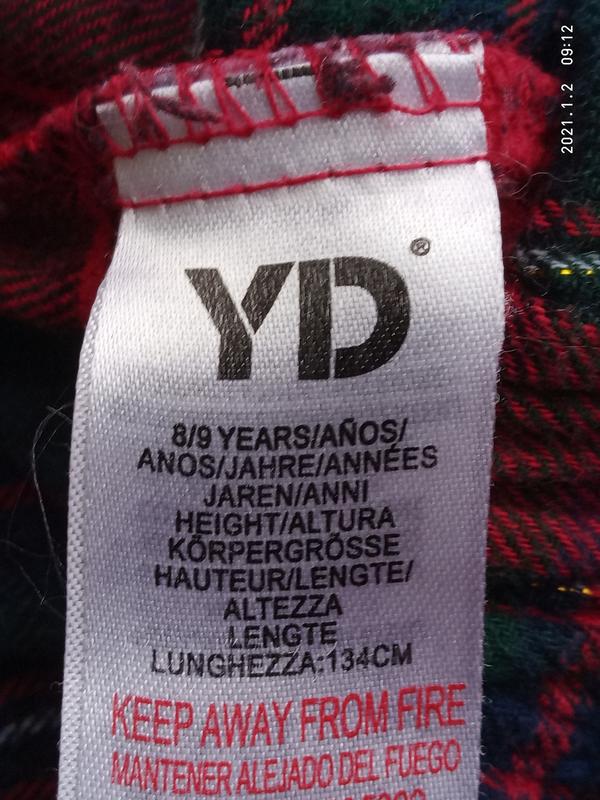 YD®
8/9 YEARS/AÑOS/
ANOS/JAHRE/ANNÉES
JAREN/ANNI
HEIGHT/ALTURA
KÖRPERGRÖSSE
HAUTEUR/LENGTE/
ALTEZZA
LENGTE
LUNGHEZZA:134CM
KEEP AWAY FROM FIRE
MANTENER ALEJADO DEL FUEGO
2021.1.2 09:12